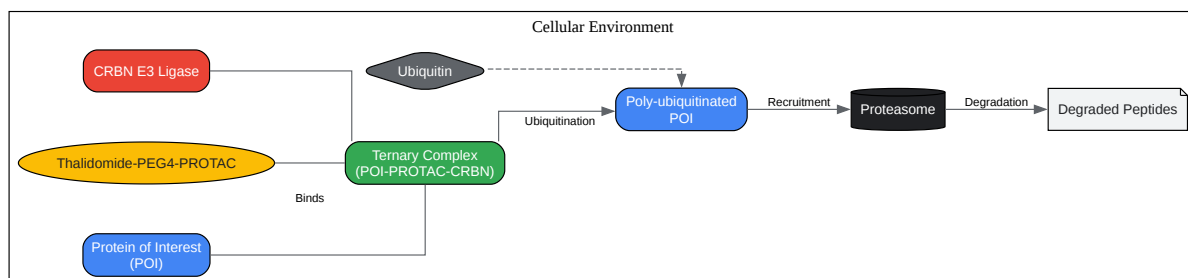 Cellular Environment
CRBN E3 Ligase
Ubiquitin
Thalidomide-PEG4-PROTAC
Binds
Protein of Interest
(POI)
Ternary Complex
(POI-PROTAC-CRBN)
Ubiquitination
Poly-ubiquitinated
POI
Recruitment
Proteasome
Degradation
Degraded Peptides